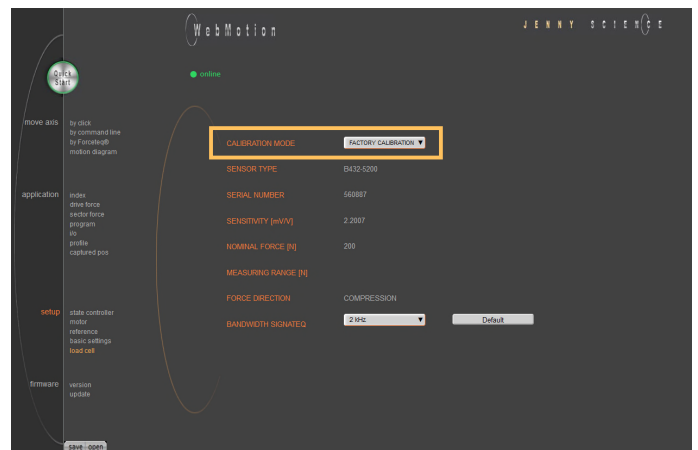 WebMotion
JENNY SCIENCE
Quick
Start
online
move axis
by click
by command line
by Forceteq®
motion diagram
CALIBRATION MODE
FACTORY CALIBRATION
SENSOR TYPE
B432-5200
application
index
drive force
sector force
program
i/o
profile
captured pos
SERIAL NUMBER
560887
SENSITIVITY [mV/V]
2.2007
NOMINAL FORCE [N]
200
MEASURING RANGE [N]
FORCE DIRECTION
COMPRESSION
setup
state controller
motor
reference
basic settings
load cell
BANDWIDTH SIGNATEQ
2 kHz
Default
firmware
version
update
save
open